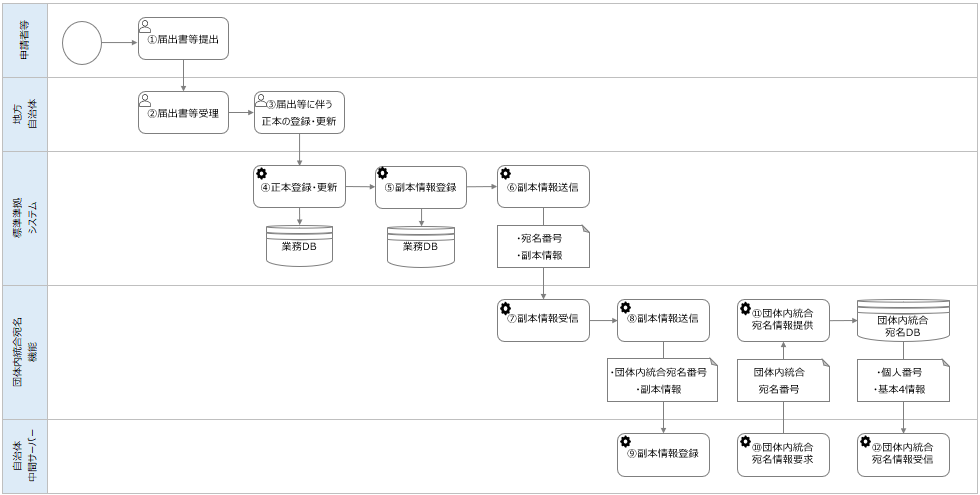 申請者等
①届出書等提出
地方
自治体
②届出書等受理
③届出等に伴う
正本の登録・更新
標準準拠
システム
④正本登録・更新
⑤副本情報登録
⑥副本情報送信
業務DB
業務DB
・宛名番号
・副本情報
団体内統合宛名
機能
⑦副本情報受信
⑧副本情報送信
⑪団体内統合
宛名情報提供
団体内統合
宛名DB
・団体内統合宛名番号
・副本情報
団体内統合
宛名番号
・個人番号
・基本4情報
自治体
中間サーバー
⑨副本情報登録
⑩団体内統合
宛名情報要求
⑫団体内統合
宛名情報受信